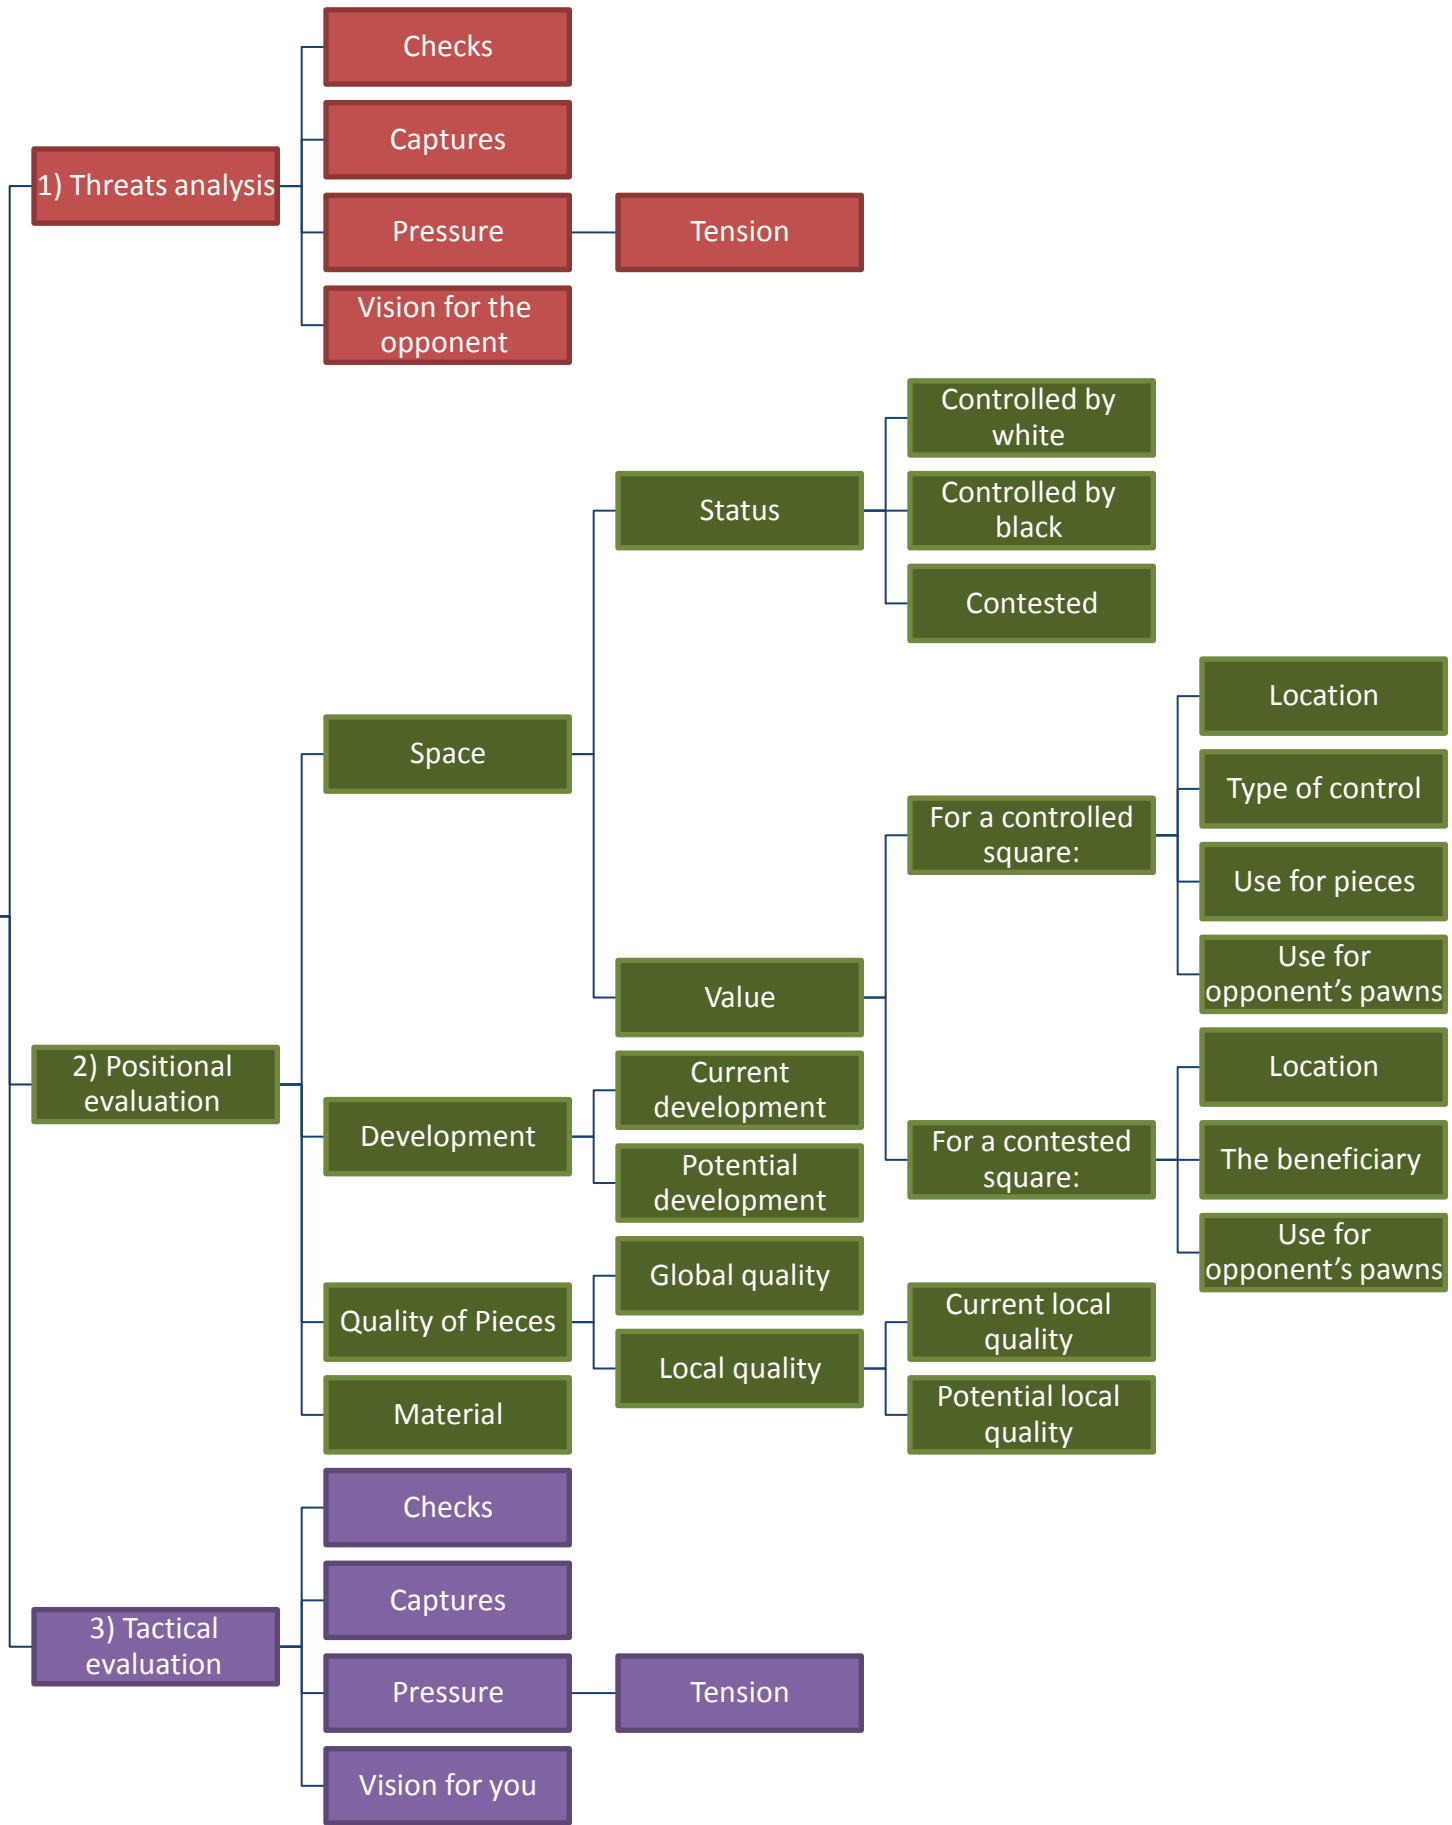 1) Threats analysis
Checks
Captures
Pressure
Tension
Vision for the
opponent
2) Positional
evaluation
Space
Status
Controlled by
white
Controlled by
black
Contested
Value
For a controlled
square:
Location
Type of control
Use for pieces
Use for
opponent’s pawns
For a contested
square:
Location
The beneficiary
Use for
opponent’s pawns
Development
Current
development
Potential
development
Quality of Pieces
Global quality
Local quality
Current local
quality
Potential local
quality
Material
3) Tactical
evaluation
Checks
Captures
Pressure
Tension
Vision for you